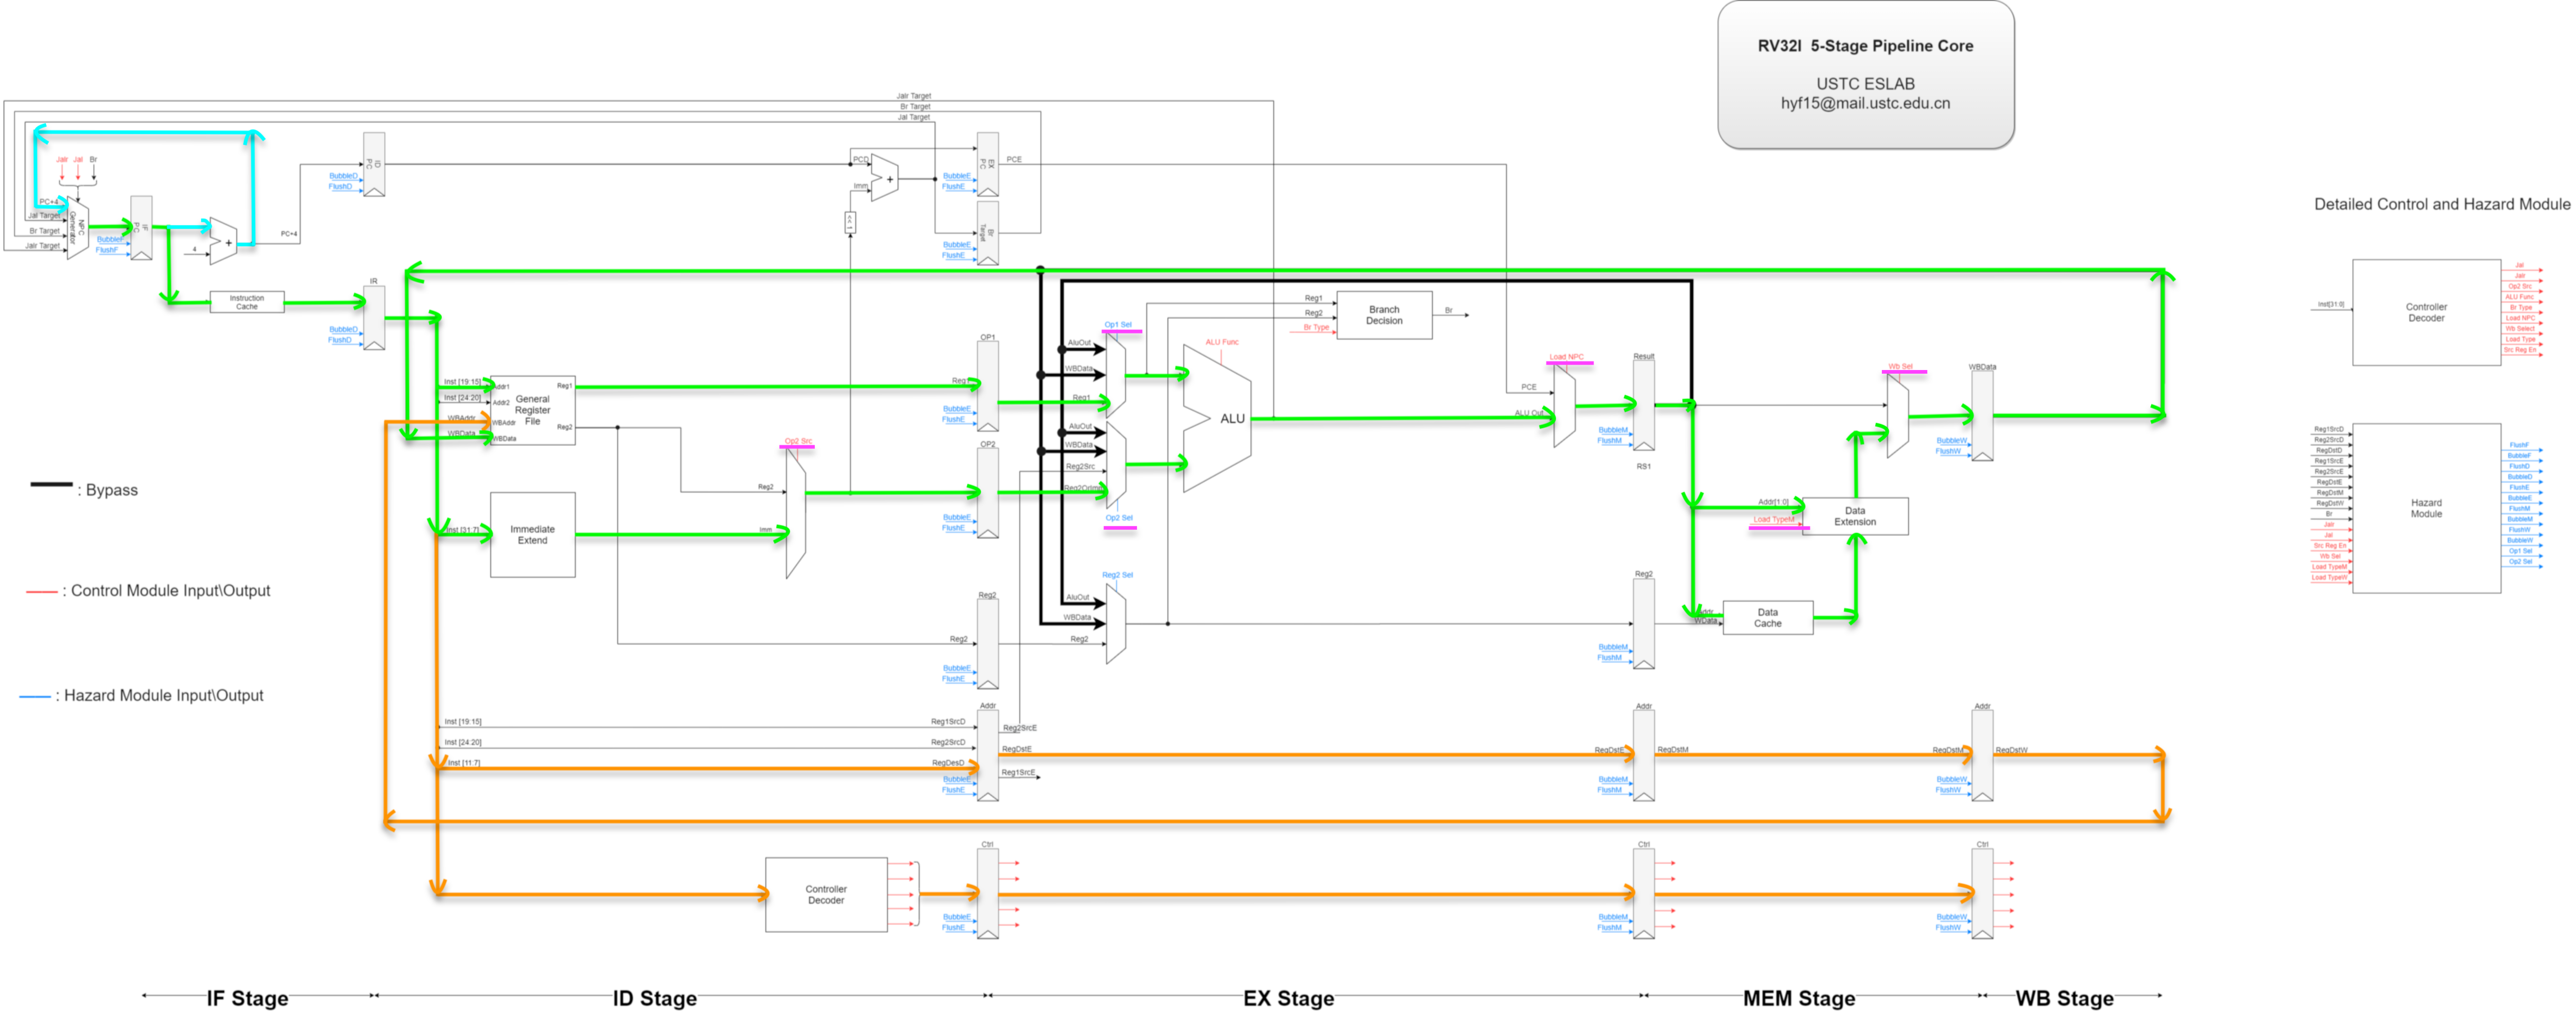 RV32I 5-Stage Pipeline Core
USTC ESLAB
hyf15@mail.ustc.edu.cn
Jalr Target
Br Target
Jal Target
Jalr
Jal
Br
PC+4
Jal Target
Br Target
Jalr Target
NPC
Generator
IF
PC
BubbleF
FlushF
4
+
PC+4
ID
PC
BubbleD
FlushD
PCD
Imm
+
<< 1
EX
PC
PCE
BubbleE
FlushE
Br
Target
BubbleE
FlushE
Instruction
Cache
IR
BubbleD
FlushD
Inst [19:15]
Inst [24:20]
WBAddr
WBData
Addr1
Addr2
WBAddr
WBData
General
Register
File
Reg1
Reg2
Inst [31:7]
Immediate
Extend
Op2 Src
Reg2
Imm
OP1
Reg1
BubbleE
FlushE
OP2
BubbleE
FlushE
Reg2
Reg2
BubbleE
FlushE
Op1 Sel
AluOut
WBData
Reg1
AluOut
WBData
Reg2Src
Reg2OrImm
Op2 Sel
Reg2 Sel
AluOut
WBData
Reg2
ALU Func
ALU
Reg1
Reg2
Br Type
Branch
Decision
Br
Load NPC
PCE
ALU Out
Result
BubbleM
FlushM
RS1
Reg2
BubbleM
FlushM
Addr[1:0]
Load TypeM
Data
Extension
Addr
WData
Data
Cache
Wb Sel
WBData
BubbleW
FlushW
: Bypass
: Control Module Input\Output
: Hazard Module Input\Output
Inst [19:15]
Inst [24:20]
Inst [11:7]
Reg1SrcD
Reg2SrcD
RegDesD
BubbleE
FlushE
Addr
Reg2SrcE
RegDstE
Reg1SrcE
RegDstE
Addr
BubbleM
FlushM
RegDstM
RegDstM
Addr
BubbleW
FlushW
RegDstW
Controller
Decoder
Ctrl
BubbleE
FlushE
Ctrl
BubbleM
FlushM
Ctrl
BubbleW
FlushW
Detailed Control and Hazard Module
Inst[31:0]
Controller
Decoder
Jal
Jalr
Op2 Src
ALU Func
Br Type
Load NPC
Wb Select
Load Type
Src Reg En
Reg1SrcD
Reg2SrcD
RegDstD
Reg1SrcE
Reg2SrcE
RegDstE
RegDstM
RegDstW
Br
Jalr
Jal
Src Reg En
Wb Sel
Load TypeM
Load TypeW
Hazard
Module
FlushF
BubbleF
FlushD
BubbleD
FlushE
BubbleE
FlushM
BubbleM
FlushW
BubbleW
Op1 Sel
Op2 Sel
IF Stage
ID Stage
EX Stage
MEM Stage
WB Stage